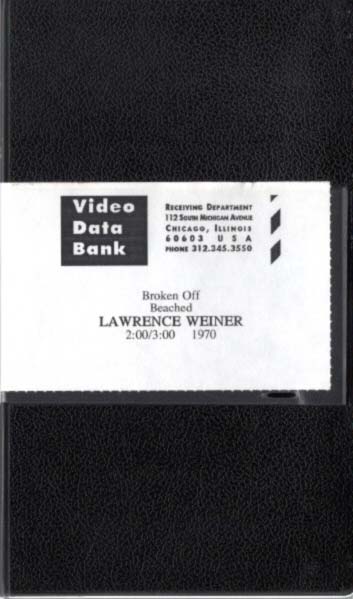 Video
Data
Bank
RECEIVING DEPARTMENT
112 SOUTH MICHIGAN AVENUE
CHICAGO, ILLINOIS
60603 USA
PHONE 312.345.3550
Broken Off
Beached
LAWRENCE WEINER
2:00/3:00 1970